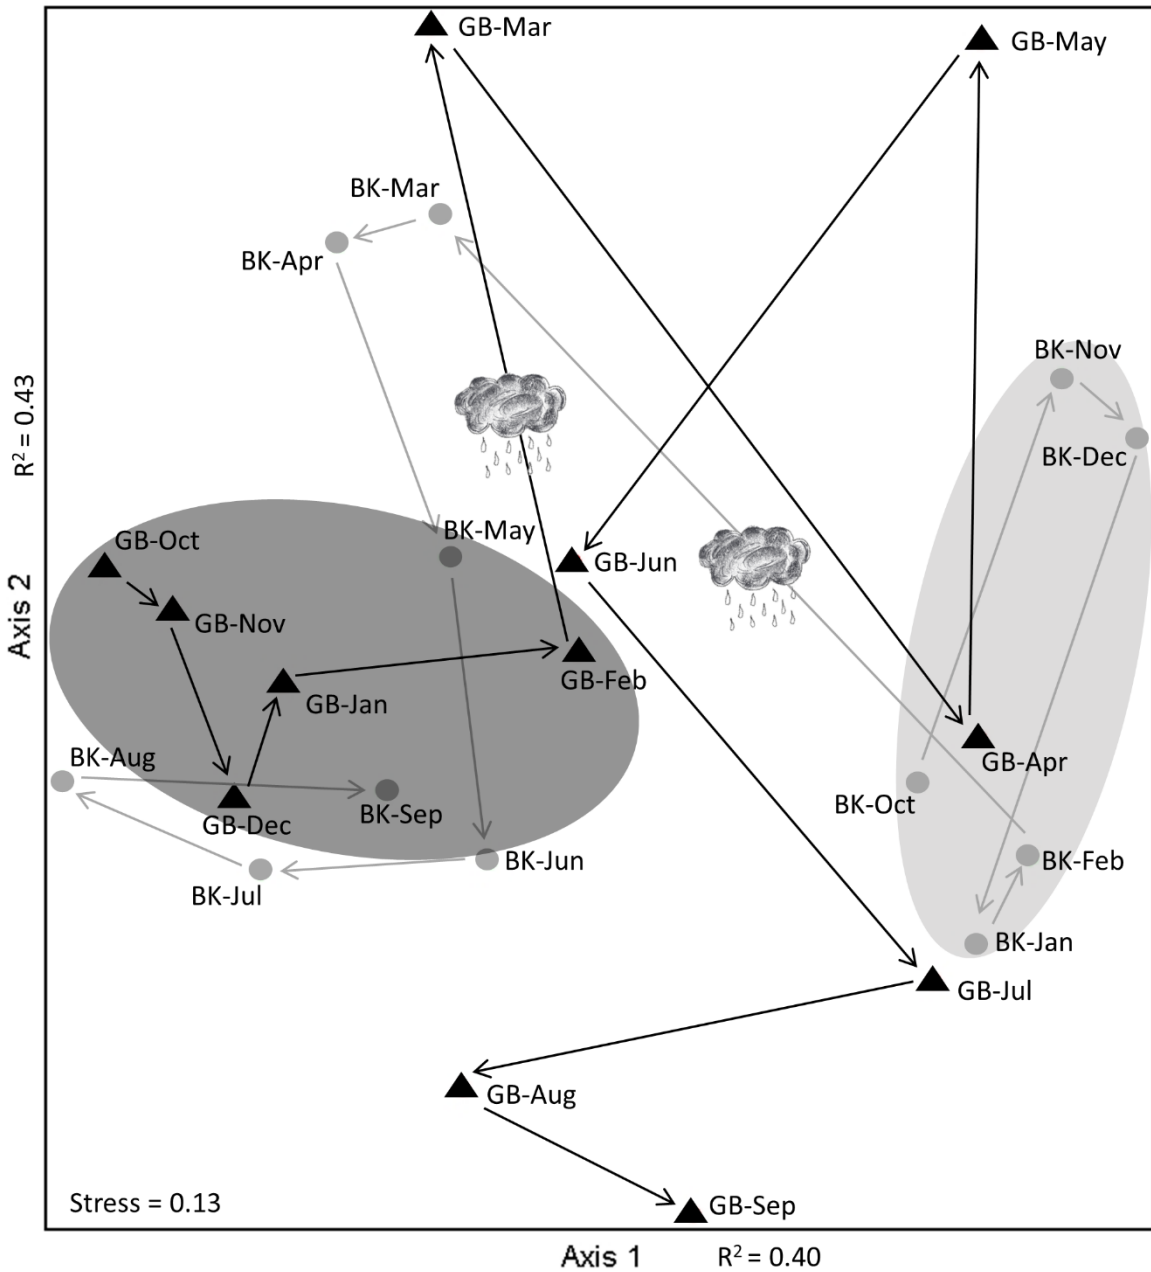 GB-Mar
GB-May
BK-Mar
BK-Apr
BK-Nov
BK-Dec
R² = 0.43
Axis 2
GB-Oct
BK-May
GB-Jun
GB-Nov
GB-Feb
GB-Jan
BK-Aug
GB-Apr
BK-Oct
BK-Sep
GB-Dec
BK-Jun
BK-Feb
BK-Jul
BK-Jan
GB-Jul
GB-Aug
Stress = 0.13
GB-Sep
Axis 1 R² = 0.40